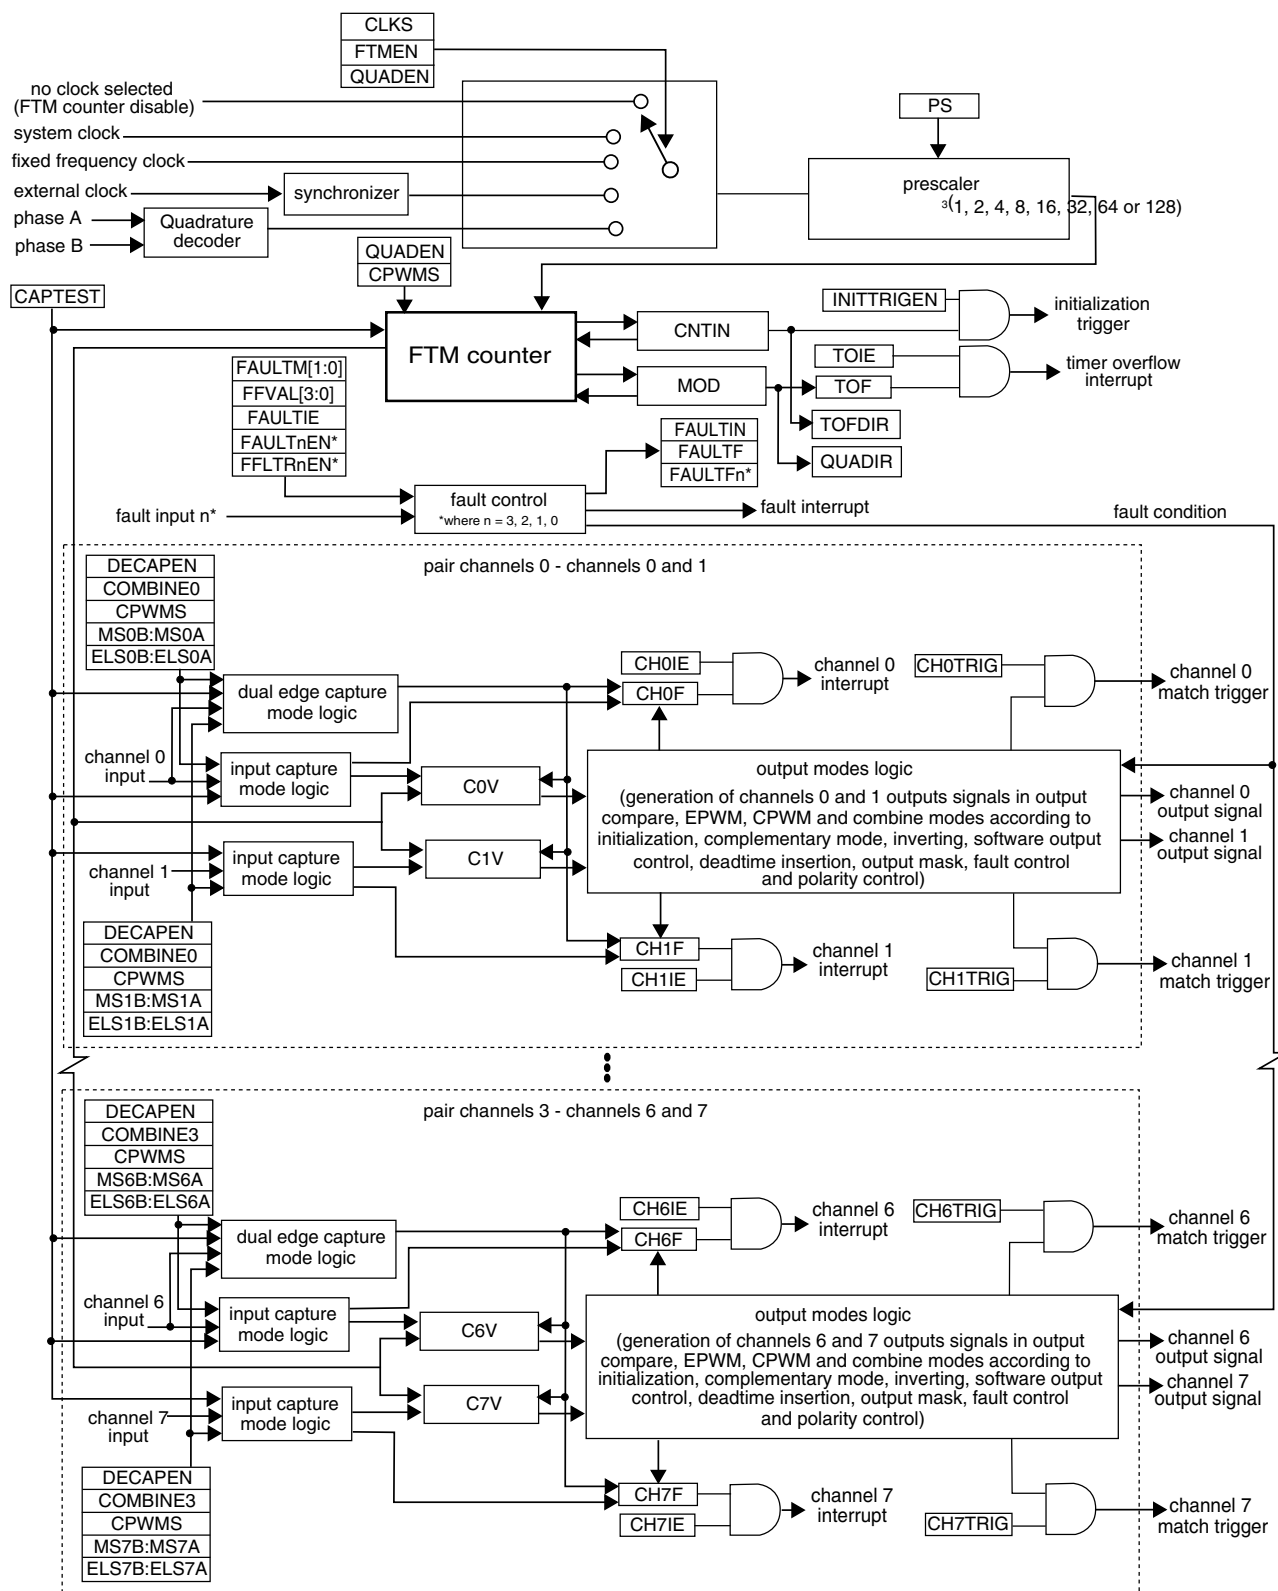 CLKS
FTMEN
QUADEN
no clock selected
(FTM counter disable)
system clock
fixed frequency clock
external clock
synchronizer
phase A
phase B
Quadrature
decoder
PS
prescaler
3(1, 2, 4, 8, 16, 32, 64 or 128)
QUADEN
CPWMS
CAPTEST
FTM counter
CNTIN
MOD
INITTRIGEN
initialization
trigger
TOIE
TOF
timer overflow
interrupt
TOFDIR
QUADIR
FAULTM[1:0]
FFVAL[3:0]
FAULTIE
FAULTnEN*
FFLTRnEN*
FAULTIN
FAULTF
FAULTFn*
fault input n*
fault control
*where n = 3, 2, 1, 0
fault interrupt
fault condition
pair channels 0 - channels 0 and 1
DECAPEN
COMBINE0
CPWMS
MS0B:MS0A
ELS0B:ELS0A
dual edge capture
mode logic
CH0IE
CH0F
channel 0
interrupt
CH0TRIG
channel 0
match trigger
channel 0
input
input capture
mode logic
C0V
output modes logic
(generation of channels 0 and 1 outputs signals in output
compare, EPWM, CPWM and combine modes according to
initialization, complementary mode, inverting, software output
control, deadtime insertion, output mask, fault control
and polarity control)
channel 0
output signal
channel 1
output signal
channel 1
input
input capture
mode logic
C1V
DECAPEN
COMBINE0
CPWMS
MS1B:MS1A
ELS1B:ELS1A
CH1F
CH1IE
channel 1
interrupt
CH1TRIG
channel 1
match trigger
pair channels 3 - channels 6 and 7
DECAPEN
COMBINE3
CPWMS
MS6B:MS6A
ELS6B:ELS6A
dual edge capture
mode logic
CH6IE
CH6F
channel 6
interrupt
CH6TRIG
channel 6
match trigger
channel 6
input
input capture
mode logic
C6V
output modes logic
(generation of channels 6 and 7 outputs signals in output
compare, EPWM, CPWM and combine modes according to
initialization, complementary mode, inverting, software output
control, deadtime insertion, output mask, fault control
and polarity control)
channel 6
output signal
channel 7
output signal
channel 7
input
input capture
mode logic
C7V
DECAPEN
COMBINE3
CPWMS
MS7B:MS7A
ELS7B:ELS7A
CH7F
CH7IE
channel 7
interrupt
CH7TRIG
channel 7
match trigger